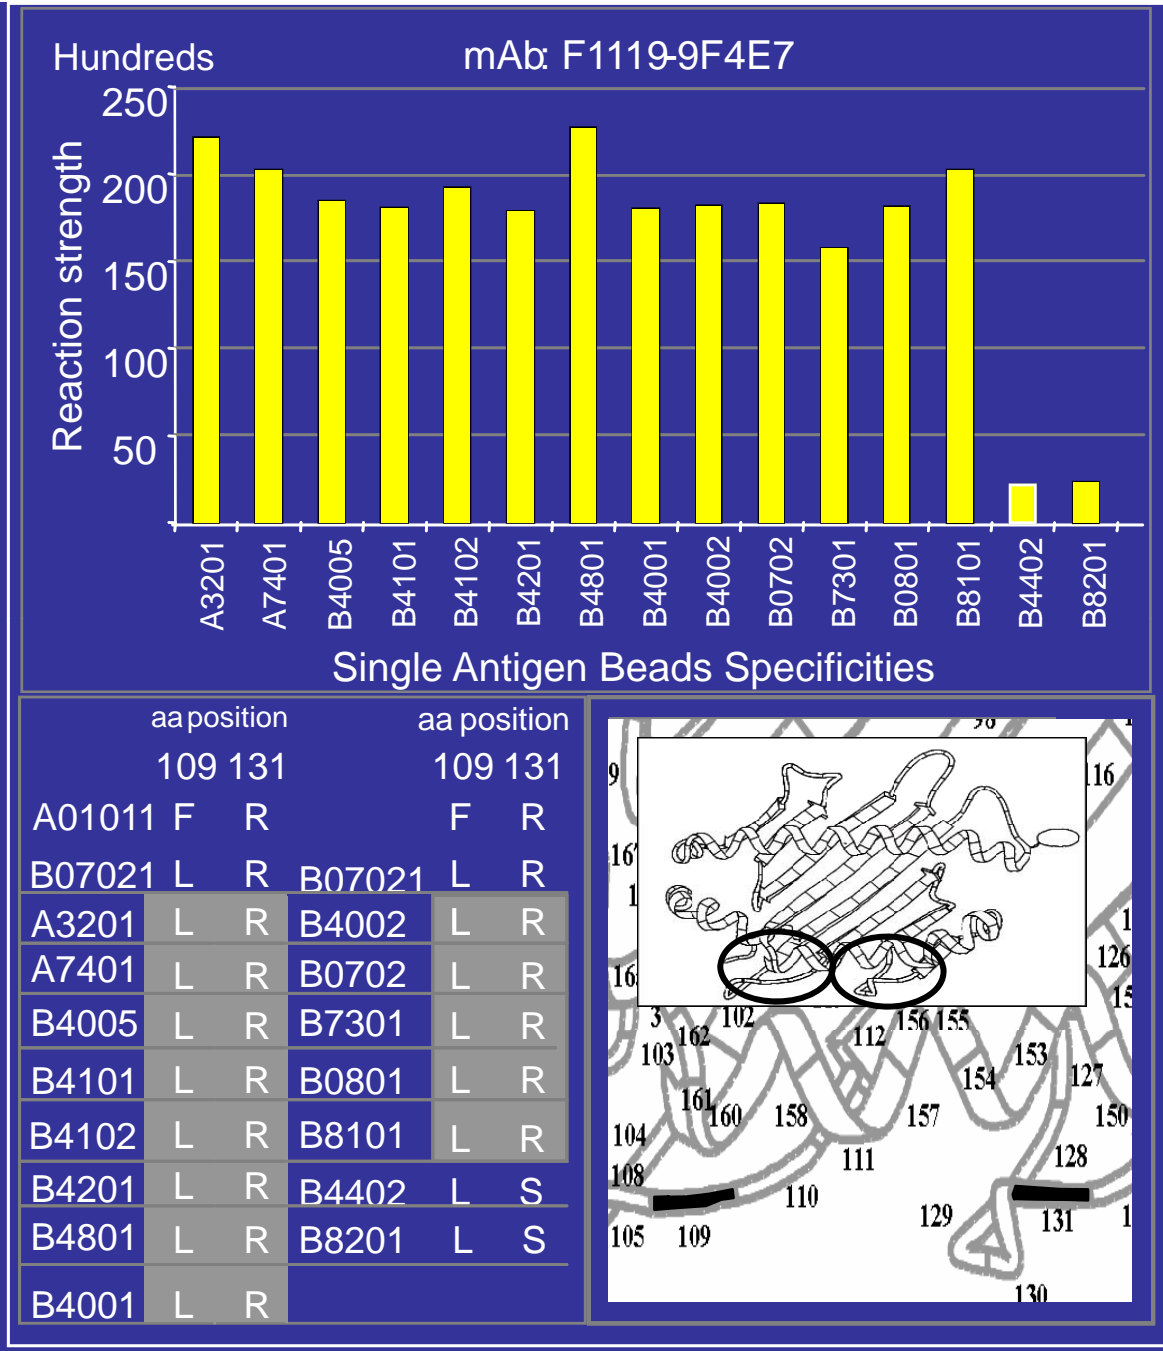 Hundreds mAb: F1119-9F4E7
250
200
150
100
50
Reaction strength
A3201 A7401 B4005 B4101 B4102 B4201 B4801 B4001 B4002 B0702 B7301 B0801 B8101 B4402 B8201
Single Antigen Beads Specificities
aa position aa position
109 131 109 131
A01011 F R F R
B07021 L R B07021 L R
A3201 L R B4002 L R
A7401 L R B0702 L R
B4005 L R B7301 L R
B4101 L R B0801 L R
B4102 L R B8101 L R
B4201 L R B4402 L S
B4801 L R B8201 L S
B4001 L R
98
9 116
126
3 162 102 112 156 155
103 153
161 160 158 157 154 127 150
104
108 111 128
110
105 109 129 131
130